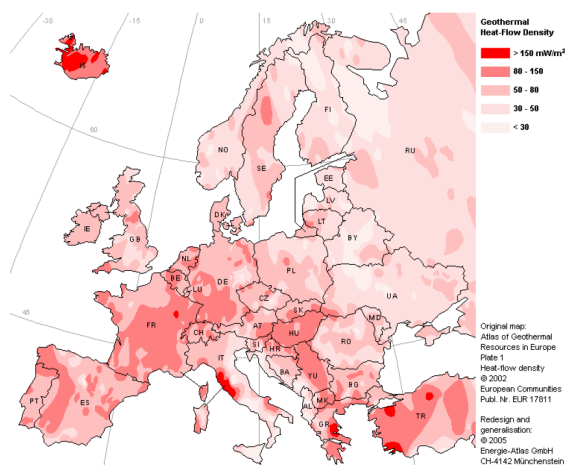 -30
-15
0
15
30
45
60
45
IS
NO
SE
FI
RU
EE
LV
LT
DK
IE
GB
NL
BE
LU
DE
PL
BY
UA
CZ
SK
FR
CH
AT
HU
MD
SI
HR
RO
IT
BA
YU
BG
PT
ES
AL
MK
GR
TR
Geothermal
Heat-Flow Density
> 150 mW/m²
80 - 150
50 - 80
30 - 50
< 30
Original map:
Atlas of Geothermal
Resources in Europe
Plate 1
Heat-flow density
© 2002
European Communities
Publ. Nr. EUR 17811
Redesign and
generalisation:
© 2005
Energie-Atlas GmbH
CH-4142 Münchenstein